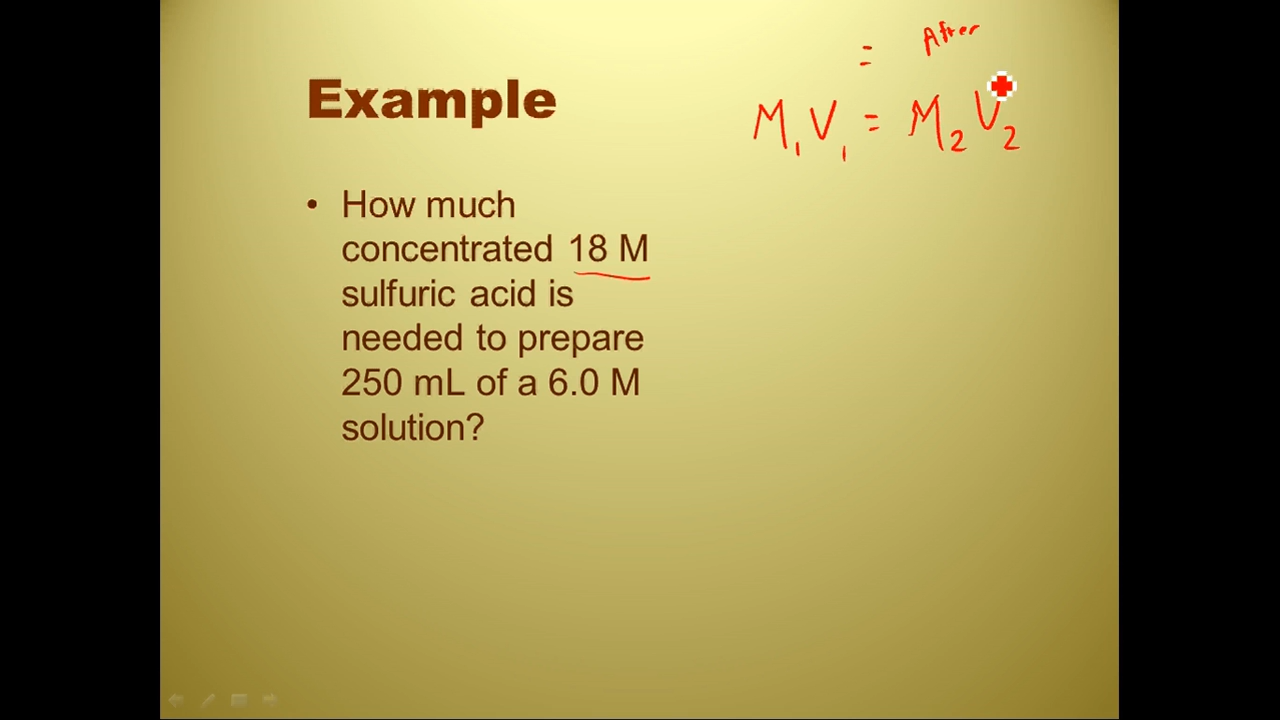 = After
Example
M₁V₁ = M₂V₂
• How much
concentrated 18 M
sulfuric acid is
needed to prepare
250 mL of a 6.0 M
solution?